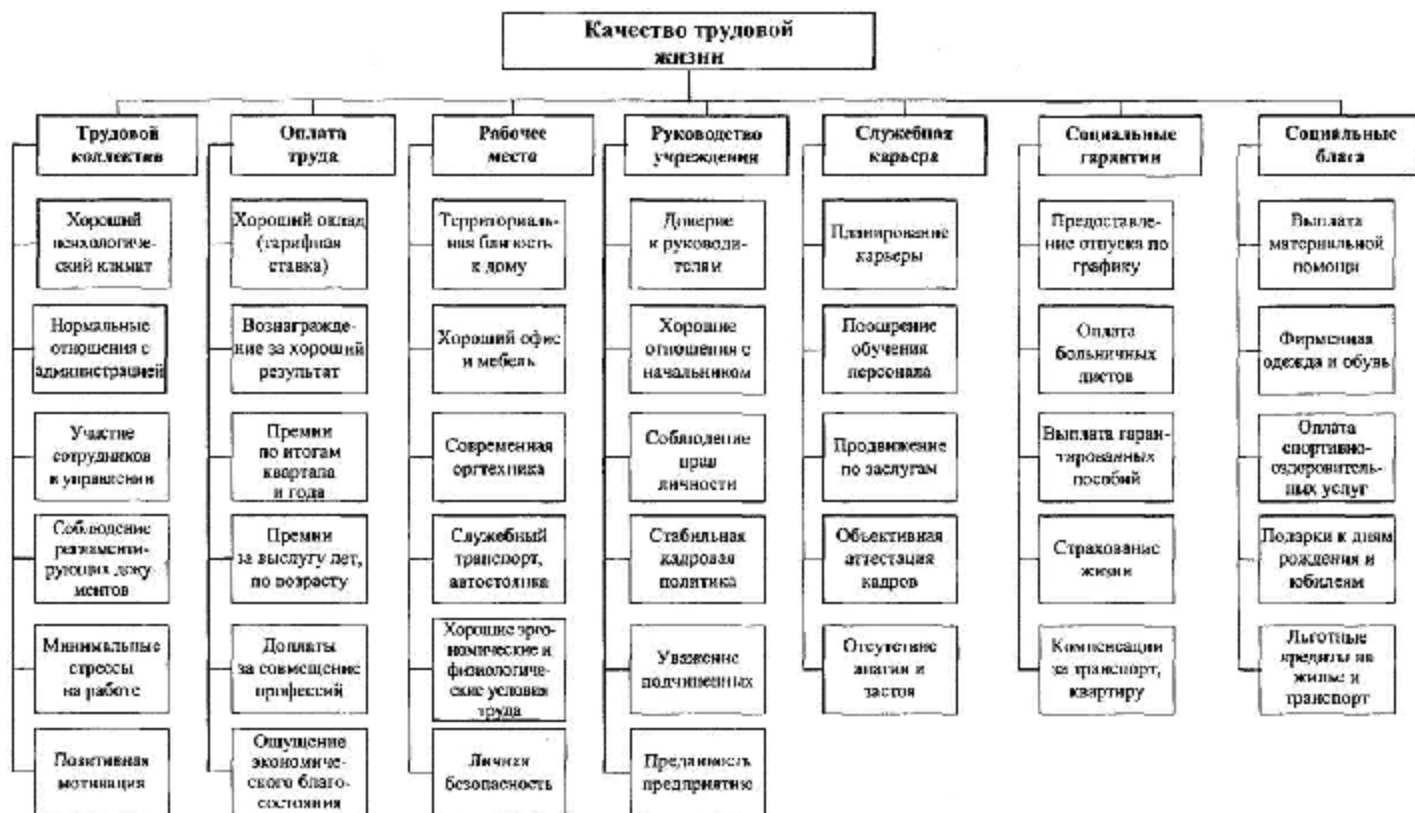 Качество трудовой
жизни
Трудовой
коллектив
Хороший
психологиче-
ский климат
Нормальные
отношения с
администрацией
Участие
сотрудников
в управлении
Соблюдение
регламенти-
рующих доку-
ментов
Минимальные
стрессы
на работе
Позитивная
мотивация
Оплата
труда
Хороший оклад
(тарифная
ставка)
Вознагражде-
ние за хороший
результат
Премии
по итогам
квартала
и года
Премии
за выслугу лет,
по возрасту
Доплаты
за совмещение
профессий
Ощущение
экономиче-
ского благо-
состояния
Рабочее
место
Территориаль-
ная близость
к дому
Хороший офис
и мебель
Современная
оргтехника
Служебный
транспорт,
автостоянка
Хорошие эрго-
номические и
физиологиче-
ские условия
труда
Личная
безопасность
Руководство
учреждения
Доверие
к руководи-
телям
Хорошие
отношения с
начальником
Соблюдение
прав
личности
Стабильная
кадровая
политика
Уважение
подчиненных
Преданность
предприятию
Служебная
карьера
Планирование
карьеры
Поощрение
обучения
персонала
Продвижение
по заслугам
Объективная
аттестация
кадров
Отсутствие
апатии и
застоя
Социальные
гарантии
Предоставле-
ние отпуска по
графику
Оплата
больничных
листов
Выплата гаран-
тированных
пособий
Страхование
жизни
Компенсации
за транспорт,
квартиру
Социальные
блага
Выплата
материальной
помощи
Фирменная
одежда и обувь
Оплата
спортивно-
оздоровитель-
ных услуг
Подарки к дням
рождения и
юбилеям
Льготные
кредиты на
жилье и
транспорт